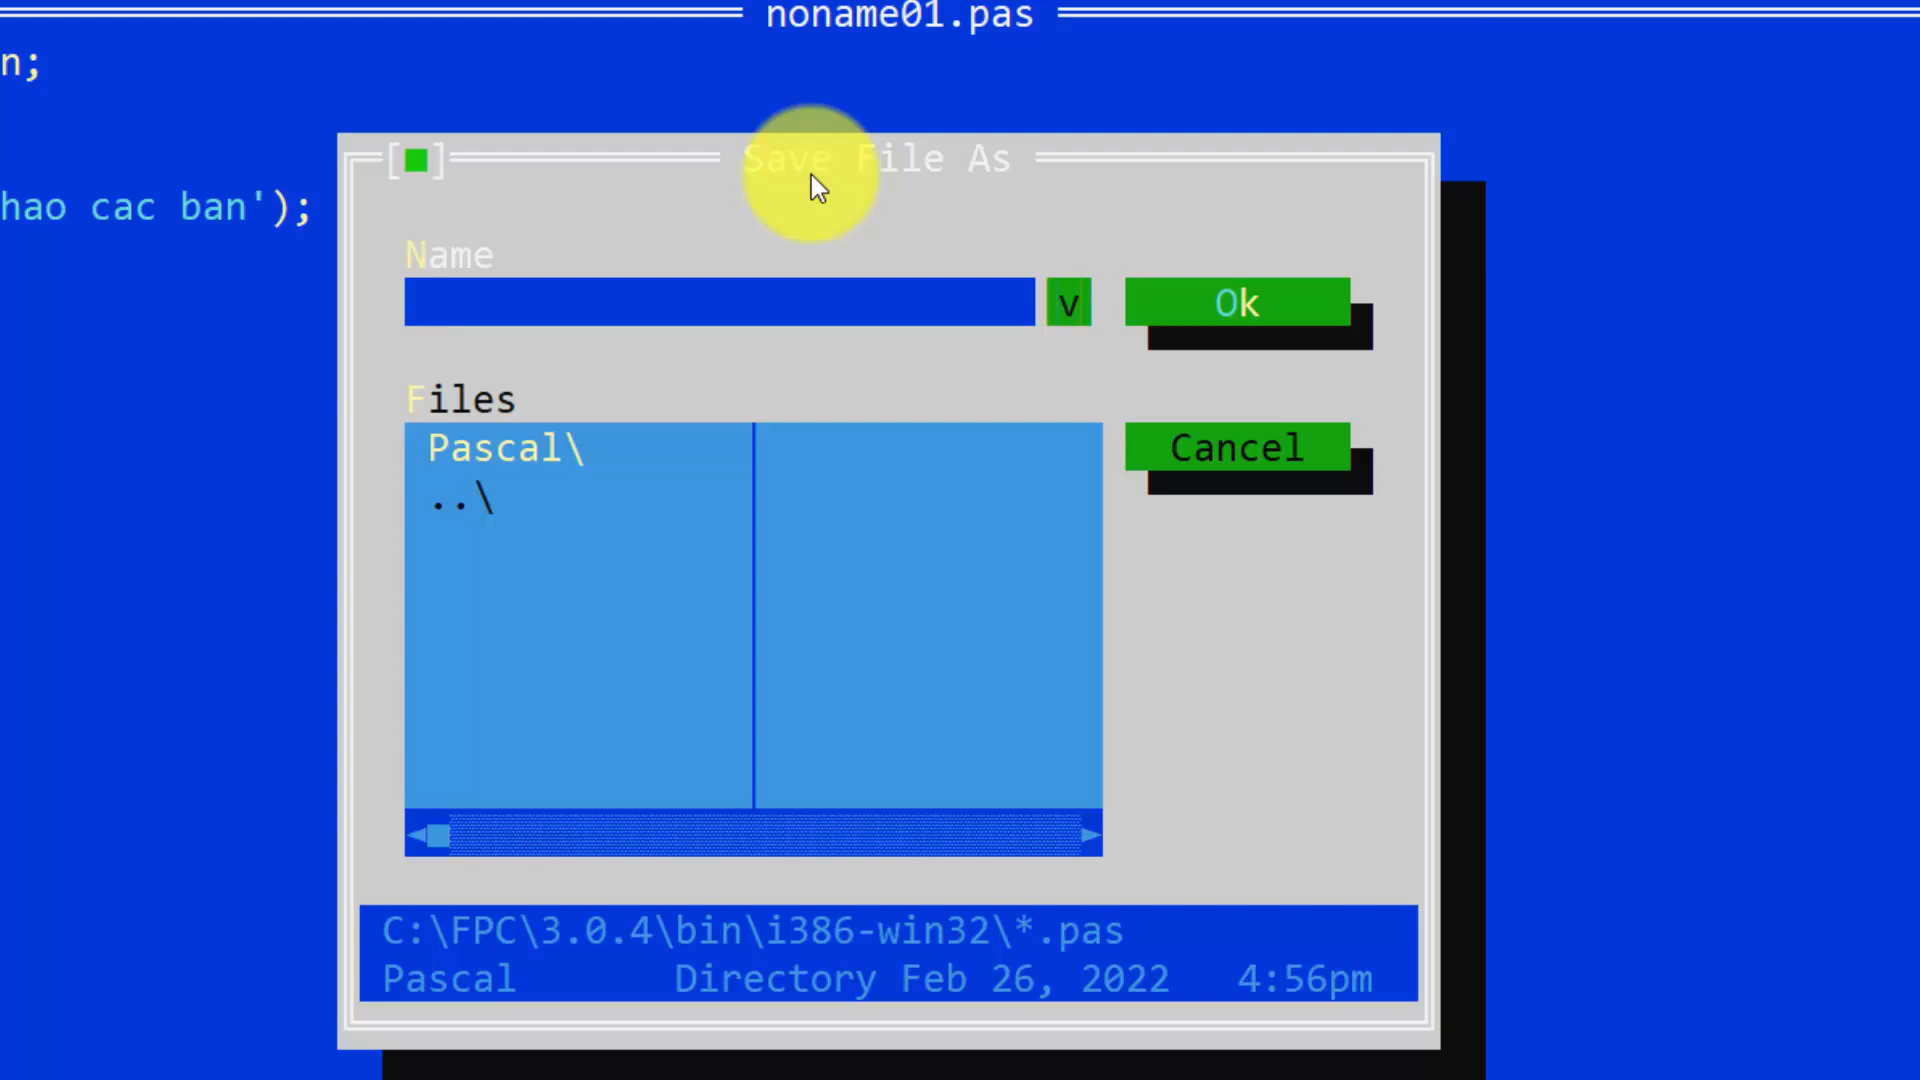 noname01.pas
n;
[■] Save File As
hao cac ban');
Name
v
Ok
Files
Pascal\
Cancel
..\
C:\FPC\3.0.4\bin\i386-win32\*.pas
Pascal Directory Feb 26, 2022 4:56pm